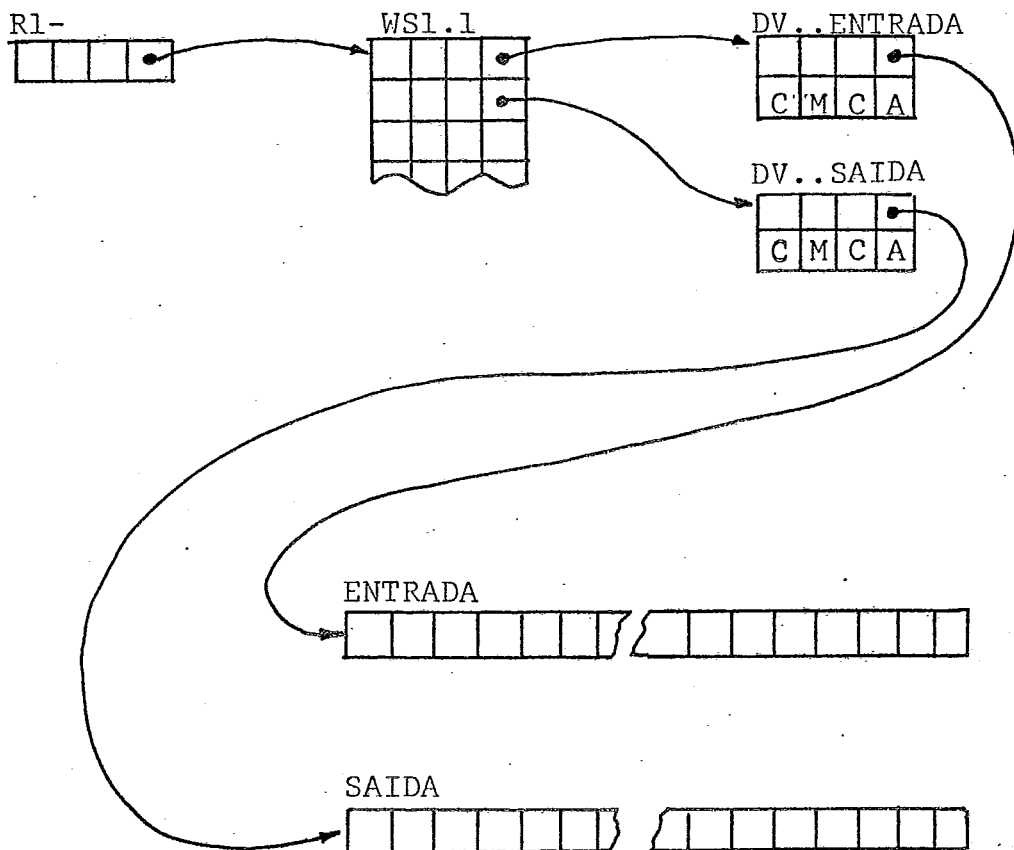 R1-
WS1.1
DV..ENTRADA
C M C A
DV..SAIDA
C M C A
ENTRADA
SAIDA